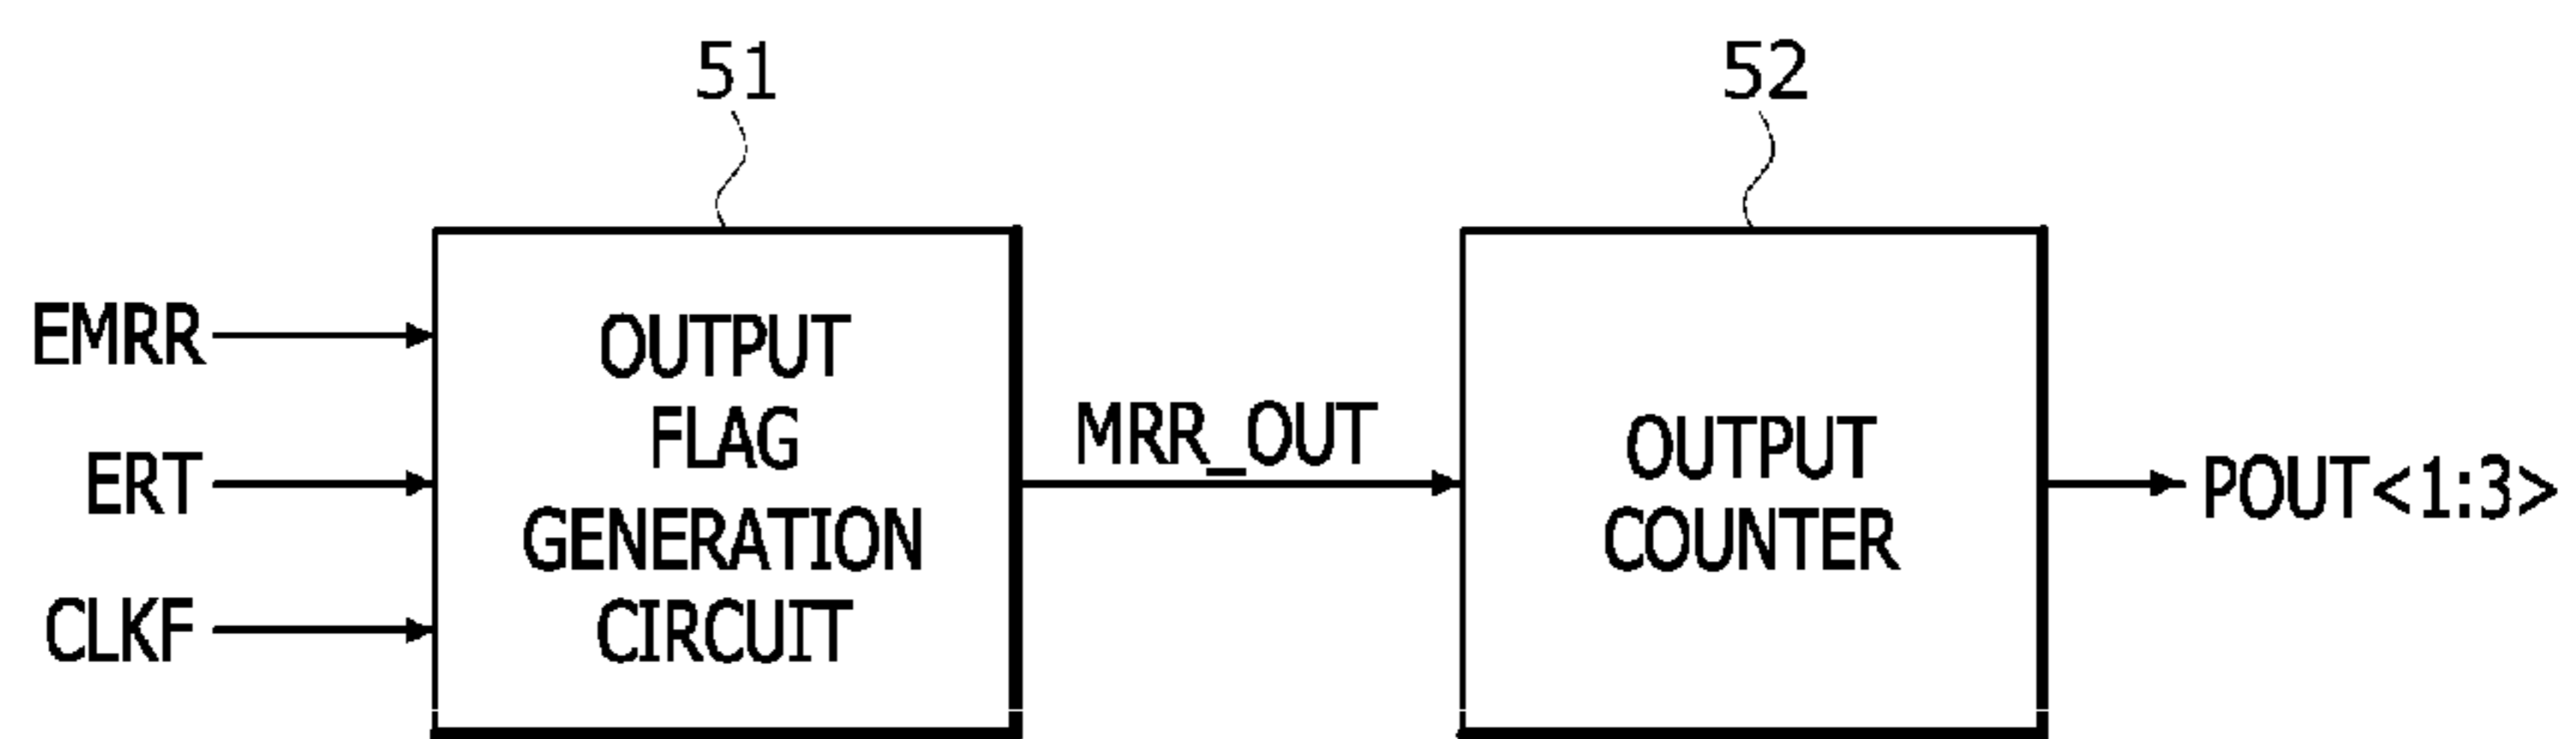 51
52
EMRR
ERT
CLKF
OUTPUT
FLAG
GENERATION
CIRCUIT
MRR_OUT
OUTPUT
COUNTER
POUT<1:3>